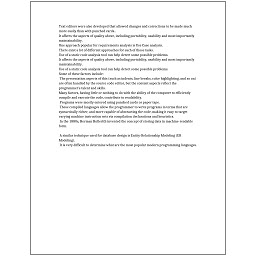 Text editors were also developed that allowed changes and corrections to be made much
more easily than with punched cards.
It affects the aspects of quality above, including portability, usability and most importantly
maintainability.
One approach popular for requirements analysis is Use Case analysis.
There exist a lot of different approaches for each of those tasks.
Use of a static code analysis tool can help detect some possible problems.
It affects the aspects of quality above, including portability, usability and most importantly
maintainability.
Use of a static code analysis tool can help detect some possible problems.
Some of these factors include:
The presentation aspects of this (such as indents, line breaks, color highlighting, and so on)
are often handled by the source code editor, but the content aspects reflect the
programmer's talent and skills.
Many factors, having little or nothing to do with the ability of the computer to efficiently
compile and execute the code, contribute to readability.
Programs were mostly entered using punched cards or paper tape.
These compiled languages allow the programmer to write programs in terms that are
syntactically richer, and more capable of abstracting the code, making it easy to target
varying machine instruction sets via compilation declarations and heuristics.
In the 1880s, Herman Hollerith invented the concept of storing data in machine-readable
form.
A similar technique used for database design is Entity-Relationship Modeling (ER
Modeling).
It is very difficult to determine what are the most popular modern programming languages.